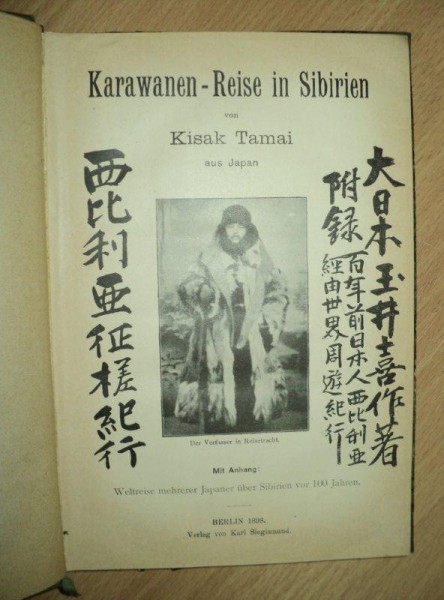 Karawanen-Reise in Sibirien
von
Kisak Tamai
aus Japan
大日本玉井喜作著
附録 百年前日本人西比利亜
經由世界周遊紀行
西比利亜征槎紀行
Der Verfasser in Reisetracht.
Mit Anhang:
Weltreise mehrerer Japaner über Sibirien vor 100 Jahren.
BERLIN 1898.
Verlag von Karl Siegismund.